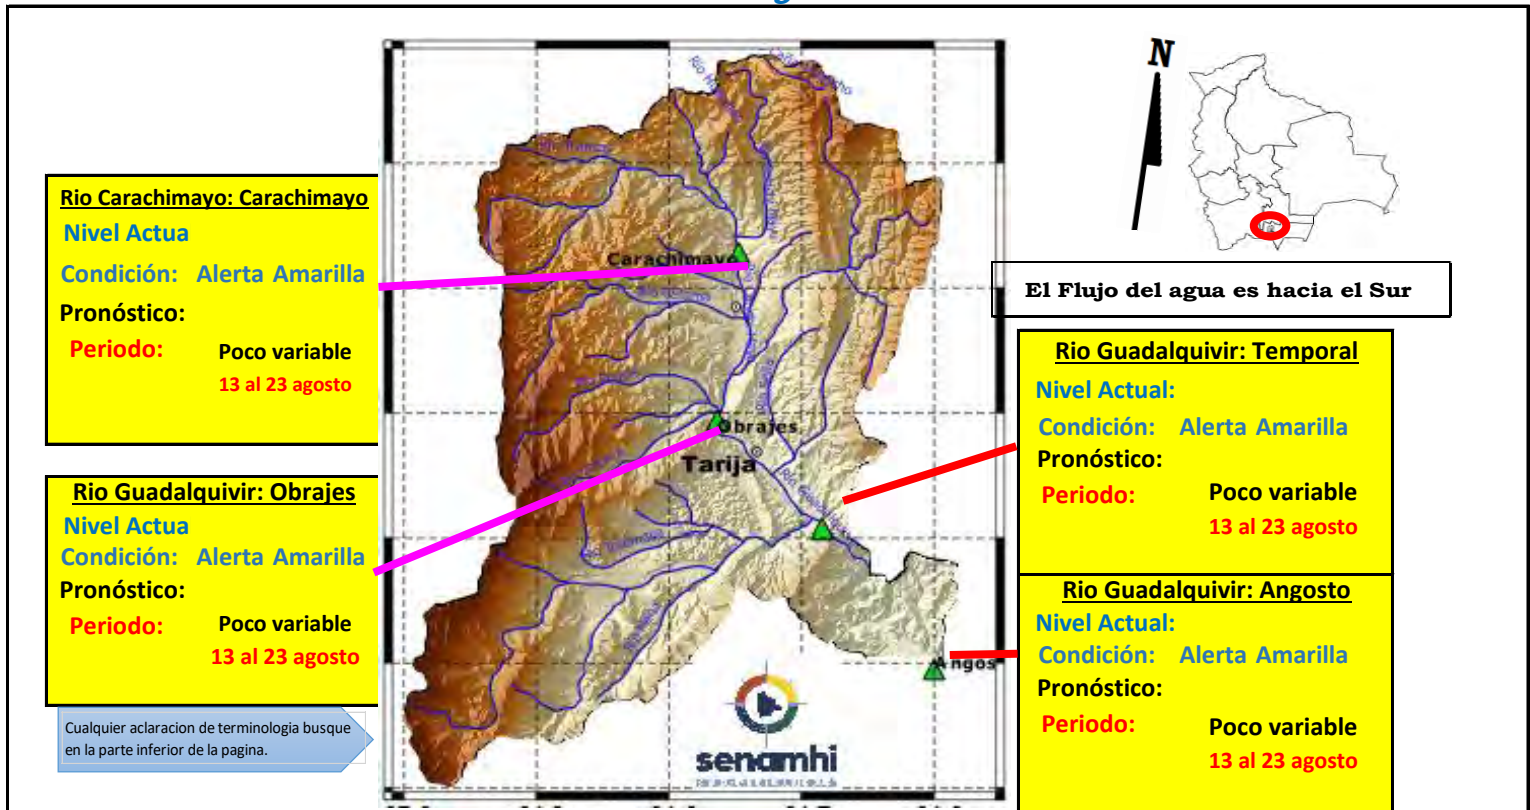 N
El Flujo del agua es hacia el Sur
Rio Carachimayo: Carachimayo
Nivel Actua
Condición: Alerta Amarilla
Pronóstico:
Periodo: Poco variable
13 al 23 agosto
Rio Guadalquivir: Obrajes
Nivel Actua
Condición: Alerta Amarilla
Pronóstico:
Periodo: Poco variable
13 al 23 agosto
Cualquier aclaracion de terminologia busque
en la parte inferior de la pagina.
Carachimayo
Obrajes
Tarija
Angos
senamhi
Rio Guadalquivir: Temporal
Nivel Actual:
Condición: Alerta Amarilla
Pronóstico:
Periodo: Poco variable
13 al 23 agosto
Rio Guadalquivir: Angosto
Nivel Actual:
Condición: Alerta Amarilla
Pronóstico:
Periodo: Poco variable
13 al 23 agosto